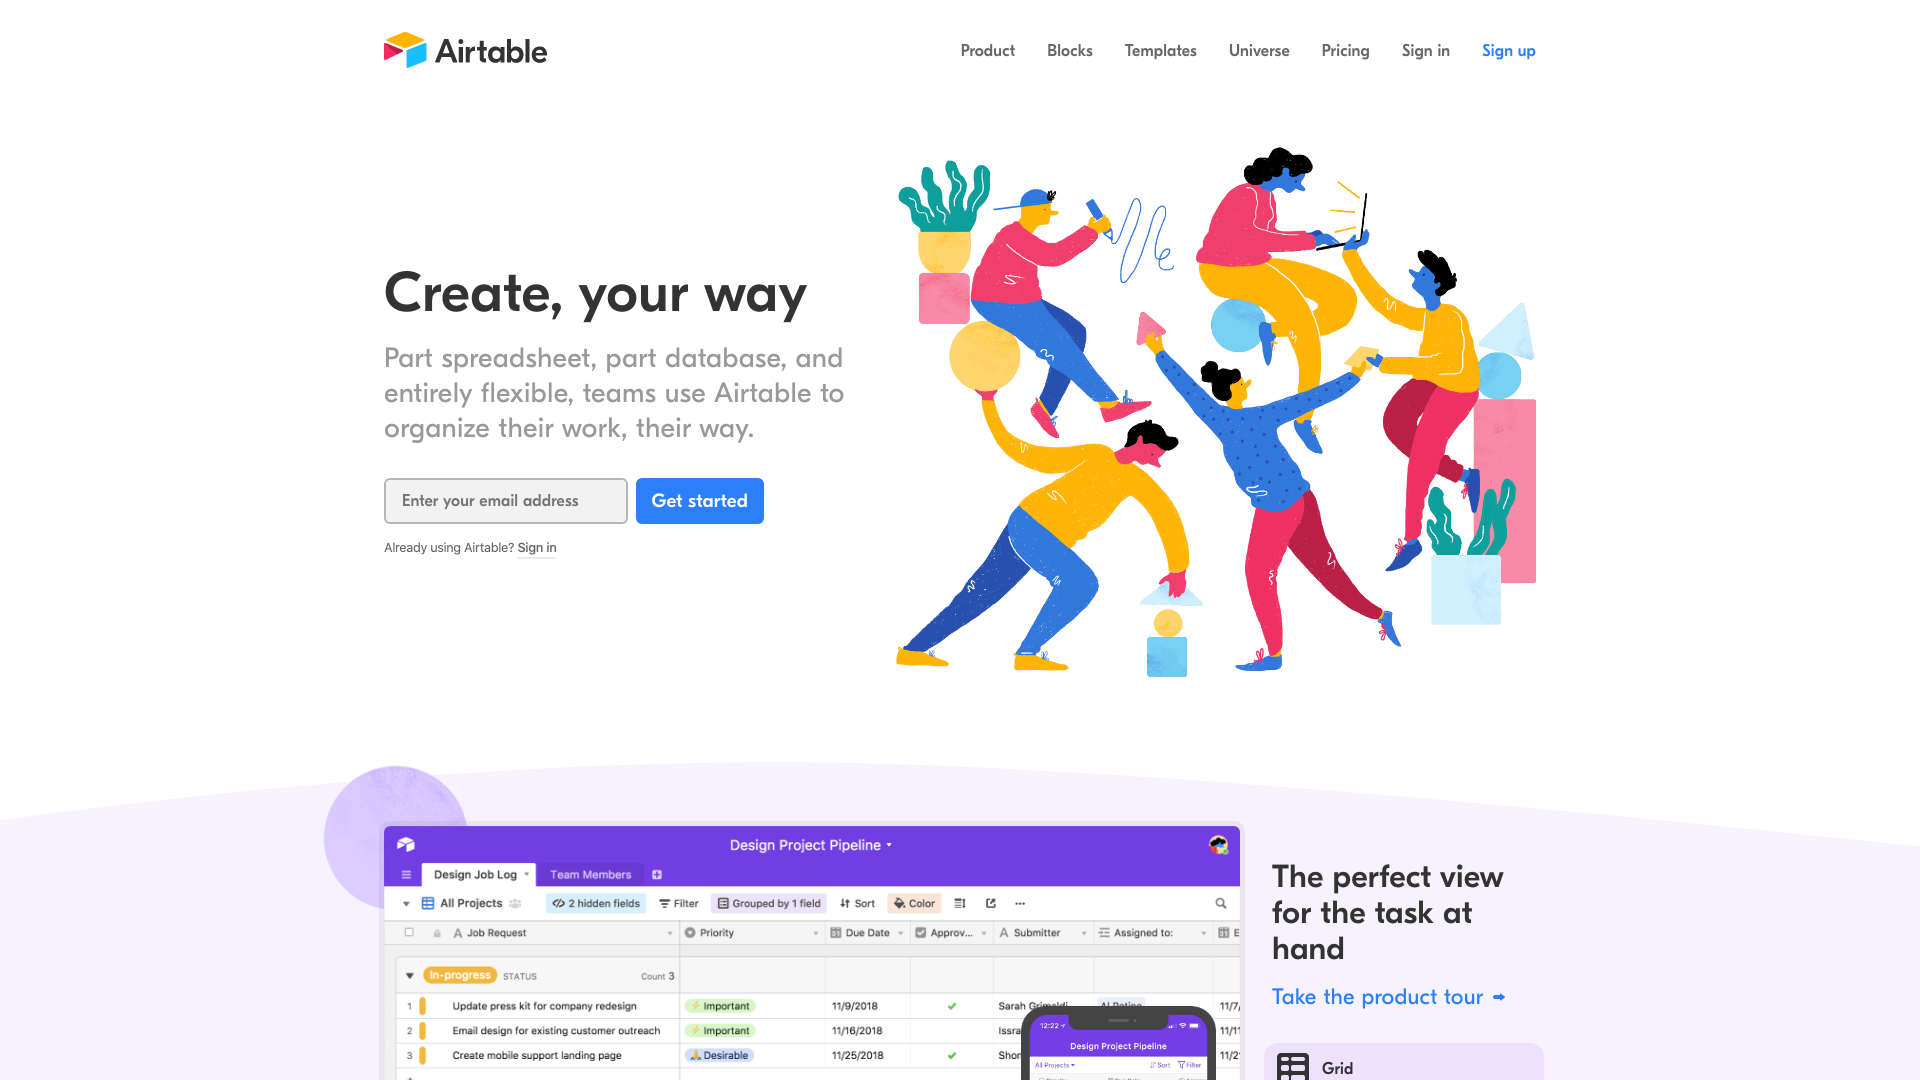 Airtable
Product Blocks Templates Universe Pricing Sign in Sign up
Create, your way
Part spreadsheet, part database, and
entirely flexible, teams use Airtable to
organize their work, their way.
Enter your email address
Get started
Already using Airtable? Sign in
Design Project Pipeline
Design Job Log Team Members
All Projects 2 hidden fields Filter Grouped by 1 field Sort Color
Job Request Priority Due Date Approv... Submitter Assigned to:
In-progress STATUS Count 3
1 Update press kit for company redesign ⚡ Important 11/9/2018 Sarah Grimaldi 11/7/
2 Email design for existing customer outreach ⚡ Important 11/16/2018 Issra 11/11
3 Create mobile support landing page 🙏 Desirable 11/25/2018 Shor 11/2
12:22
Design Project Pipeline
All Projects Sort Filter
The perfect view
for the task at
hand
Take the product tour
Grid